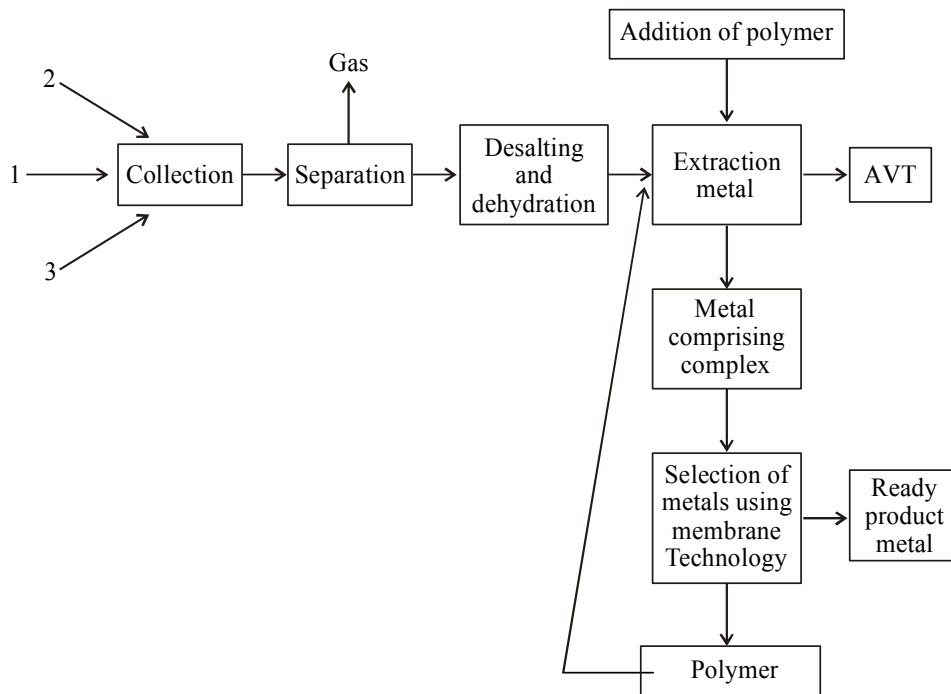 Addition of polymer
Gas
2
1
3
Collection
Separation
Desalting
and
dehydration
Extraction
metal
AVT
Metal
comprising
complex
Selection of
metals using
membrane
Technology
Ready
product
metal
Polymer